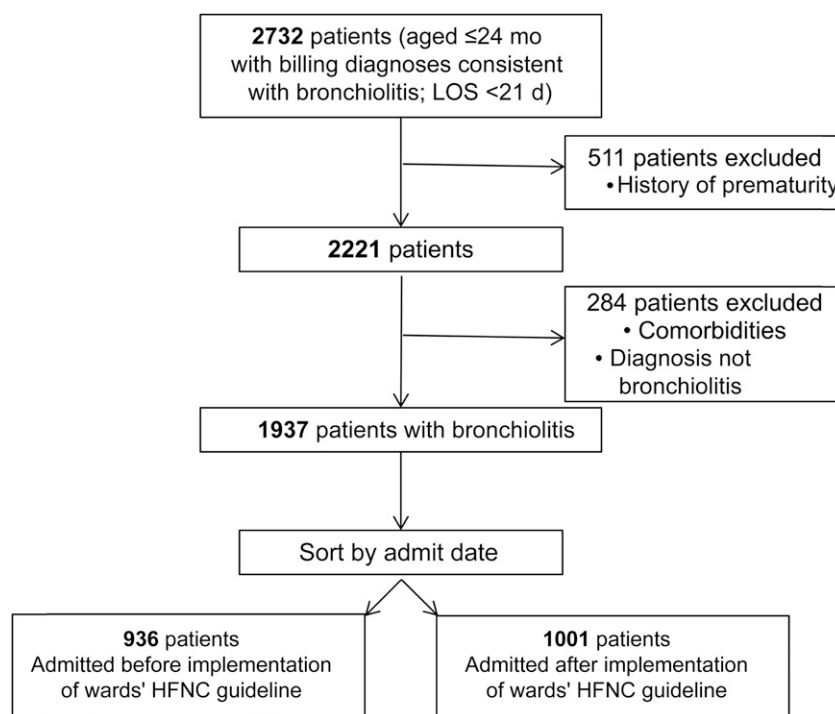 2732 patients (aged ≤24 mo
with billing diagnoses consistent
with bronchiolitis; LOS <21 d)
511 patients excluded
• History of prematurity
2221 patients
284 patients excluded
• Comorbidities
• Diagnosis not
bronchiolitis
1937 patients with bronchiolitis
Sort by admit date
936 patients
Admitted before implementation
of wards' HFNC guideline
1001 patients
Admitted after implementation
of wards' HFNC guideline